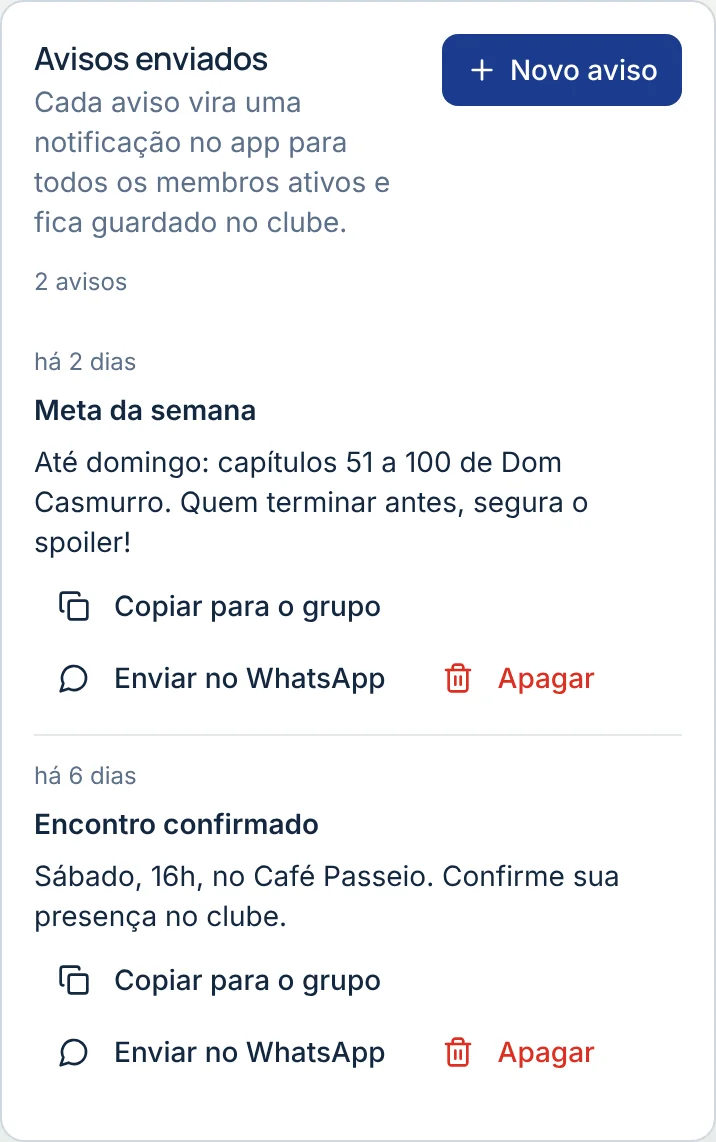 Avisos enviados
+ Novo aviso
Cada aviso vira uma
notificação no app para
todos os membros ativos e
fica guardado no clube.
2 avisos
há 2 dias
Meta da semana
Até domingo: capítulos 51 a 100 de Dom
Casmurro. Quem terminar antes, segura o
spoiler!
Copiar para o grupo
Enviar no WhatsApp Apagar
há 6 dias
Encontro confirmado
Sábado, 16h, no Café Passeio. Confirme sua
presença no clube.
Copiar para o grupo
Enviar no WhatsApp Apagar